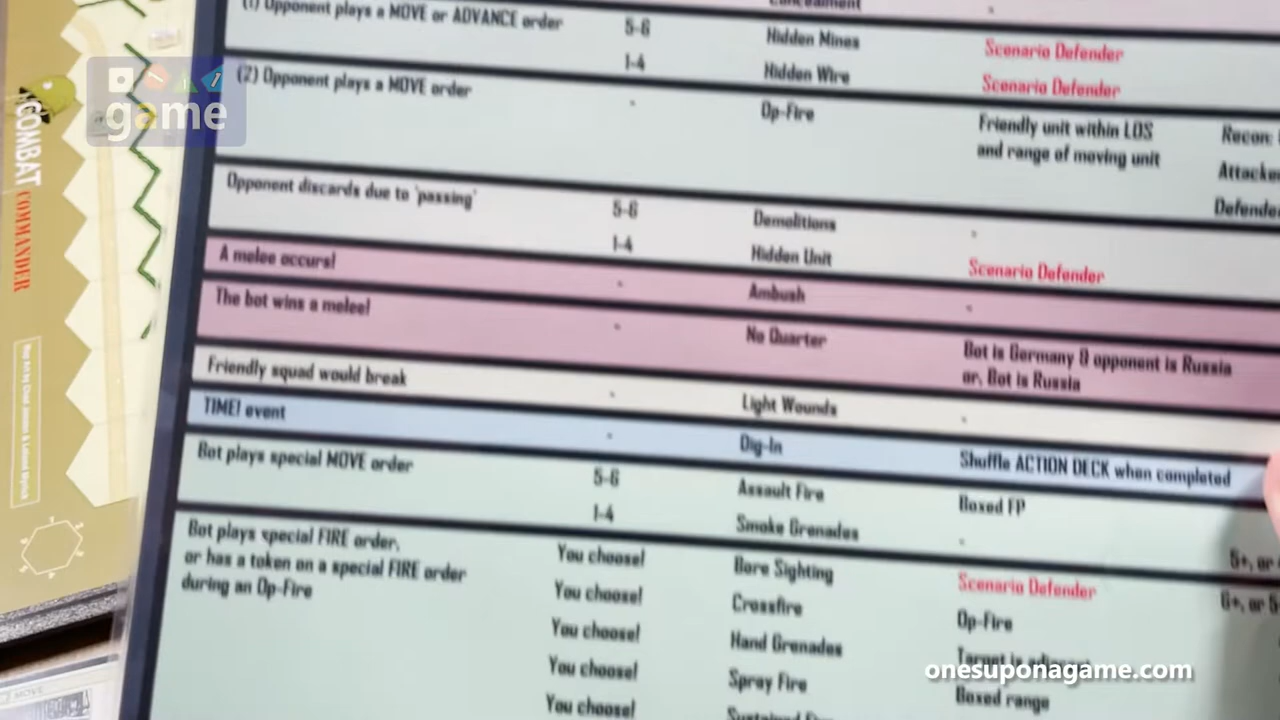 Concealment
(1) Opponent plays a MOVE or ADVANCE order 5-6 Hidden Mines Scenario Defender
1-4 Hidden Wire Scenario Defender
(2) Opponent plays a MOVE order - Op-Fire Friendly unit within LOS Recon:
and range of moving unit
Opponent discards due to 'passing' 5-6 Demolitions -
1-4 Hidden Unit Scenario Defender
A melee occurs! - Ambush -
The bot wins a melee! - No Quarter Bot is Germany & opponent is Russia
or, Bot is Russia
Friendly squad would break - Light Wounds -
TIME! event - Dig-In Shuffle ACTION DECK when completed
Bot plays special MOVE order 5-6 Assault Fire Boxed FP
1-4 Smoke Grenades -
Bot plays special FIRE order, You choose! Bore Sighting Scenario Defender
or has a token on a special FIRE order You choose! Crossfire Op-Fire
during an Op-Fire You choose! Hand Grenades
You choose! Spray Fire Boxed range
You choose!
game
COMBAT
COMMANDER
MOVE
onesuponagame.com